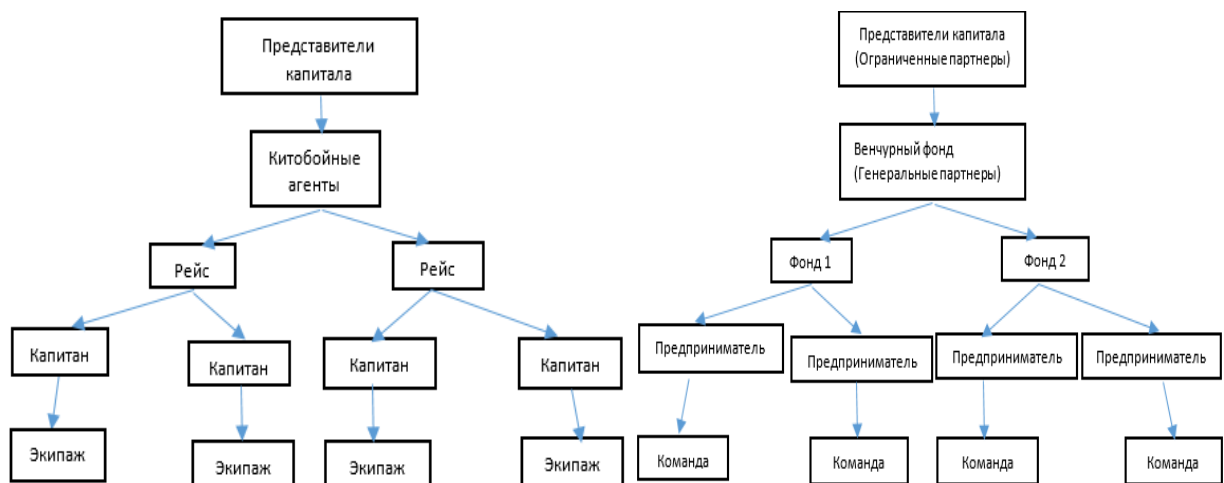 Представители
капитала
Китобойные
агенты
Рейс
Рейс
Капитан
Капитан
Капитан
Капитан
Экипаж
Экипаж
Экипаж
Экипаж
Представители капитала
(Ограниченные партнеры)
Венчурный фонд
(Генеральные партнеры)
Фонд 1
Фонд 2
Предприниматель
Предприниматель
Предприниматель
Предприниматель
Команда
Команда
Команда
Команда